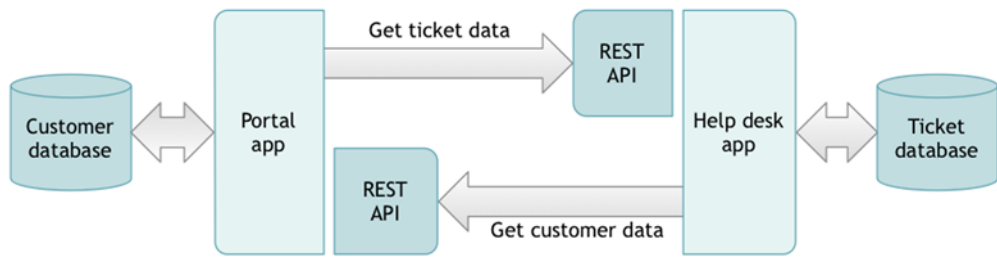 Get ticket data
REST
API
Customer
database
Portal
app
Help desk
app
Ticket
database
REST
API
Get customer data